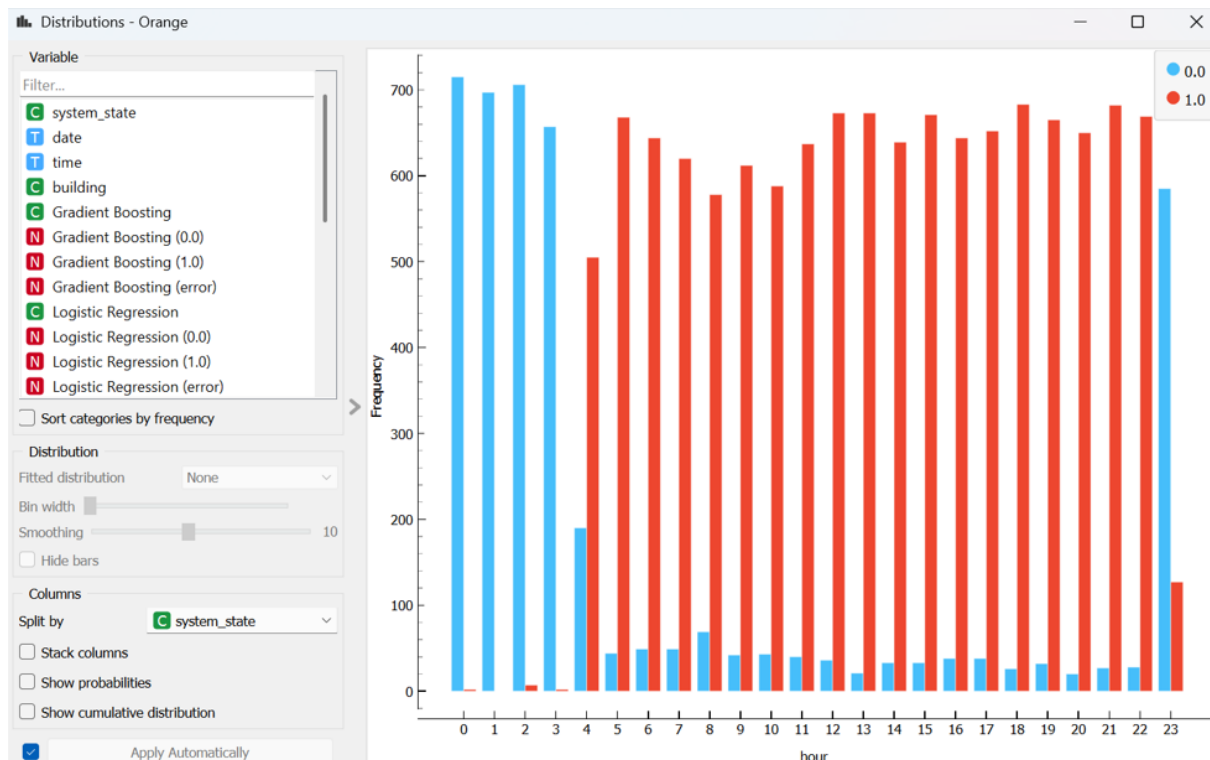 Distributions - Orange
Variable
Filter...
C system_state
T date
T time
C building
C Gradient Boosting
N Gradient Boosting (0.0)
N Gradient Boosting (1.0)
N Gradient Boosting (error)
C Logistic Regression
N Logistic Regression (0.0)
N Logistic Regression (1.0)
N Logistic Regression (error)
Sort categories by frequency
Distribution
Fitted distribution None
Bin width
Smoothing 10
Hide bars
Columns
Split by C system_state
Stack columns
Show probabilities
Show cumulative distribution
Apply Automatically
Frequency
700
600
500
400
300
200
100
0
0 1 2 3 4 5 6 7 8 9 10 11 12 13 14 15 16 17 18 19 20 21 22 23
hour
0.0
1.0